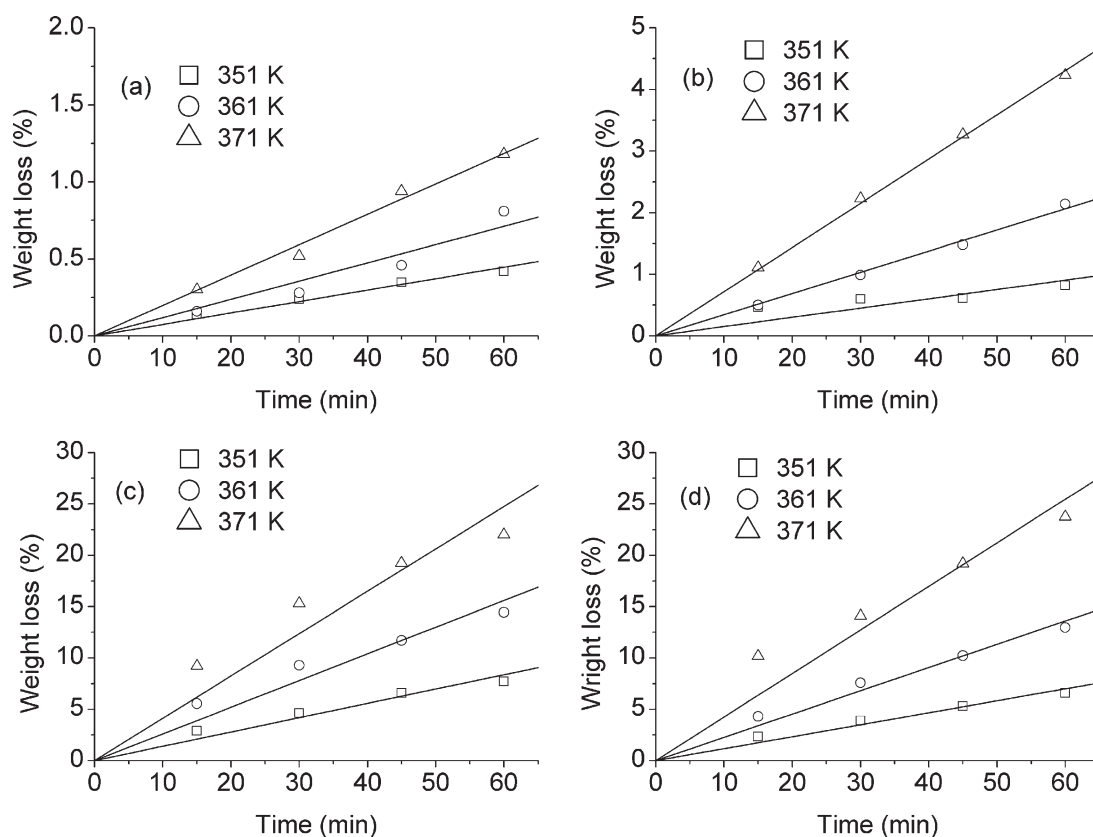 2.0
1.5
1.0
0.5
0.0
Weight loss (%)
(a)
351 K
361 K
371 K
0 10 20 30 40 50 60
Time (min)
5
4
3
2
1
0
Weight loss (%)
(b)
351 K
361 K
371 K
0 10 20 30 40 50 60
Time (min)
30
25
20
15
10
5
0
Weight loss (%)
(c)
351 K
361 K
371 K
0 10 20 30 40 50 60
Time (min)
30
25
20
15
10
5
0
Wright loss (%)
(d)
351 K
361 K
371 K
0 10 20 30 40 50 60
Time (min)